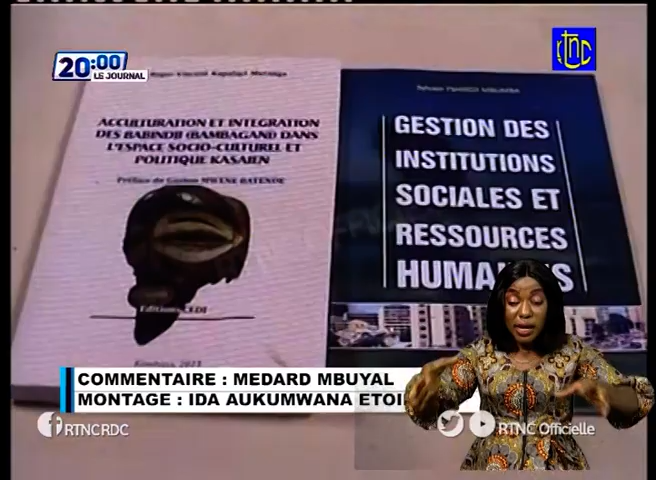 20:00
LE JOURNAL
rtnc
ACCULTURATION ET INTEGRATION
DES BABINDJI (BAMBAGANI) DANS
L'ESPACE SOCIO-CULTUREL ET
POLITIQUE KASAIEN
Préface de Gaston MWENE BATENDE
Editions CEDI
Kinshasa, 2021
GESTION DES
INSTITUTIONS
SOCIALES ET
RESSOURCES
COMMENTAIRE : MEDARD MBUYAL
MONTAGE : IDA AUKUMWANA ETOI
RTNCRDC
RTNC Officielle